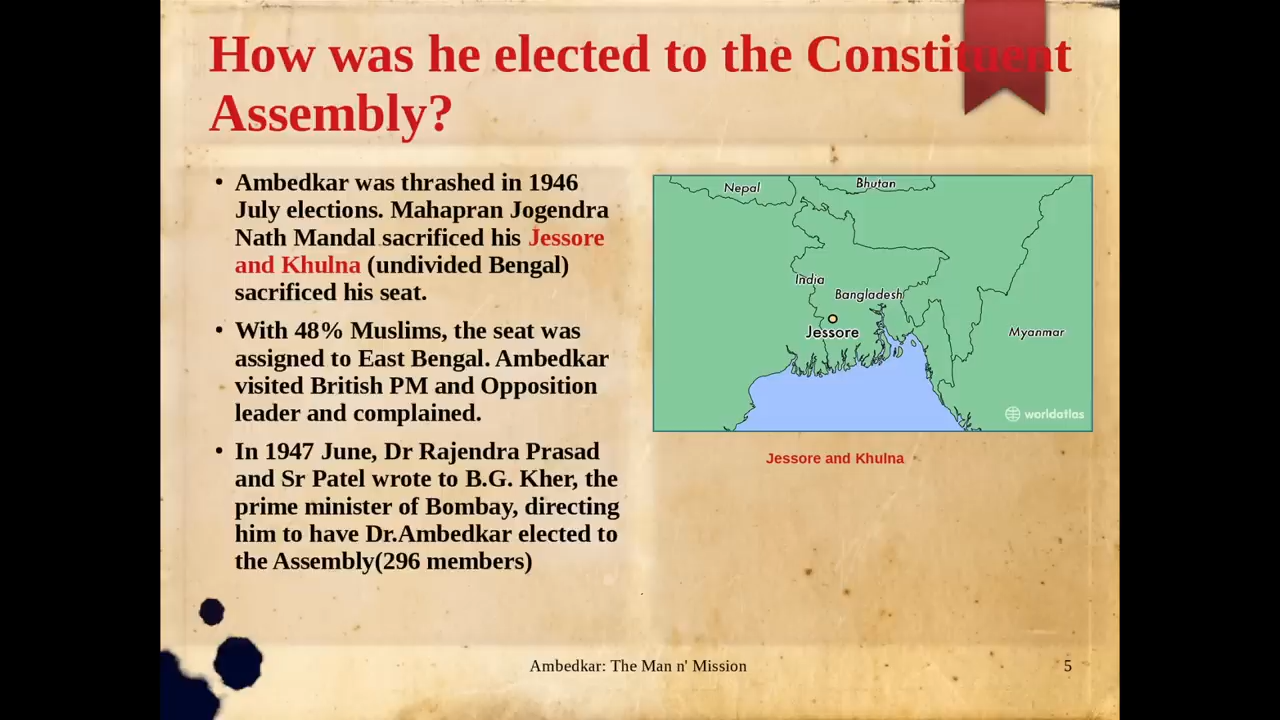 How was he elected to the Constituent
Assembly?
• Ambedkar was thrashed in 1946
July elections. Mahapran Jogendra
Nath Mandal sacrificed his Jessore
and Khulna (undivided Bengal)
sacrificed his seat.
• With 48% Muslims, the seat was
assigned to East Bengal. Ambedkar
visited British PM and Opposition
leader and complained.
• In 1947 June, Dr Rajendra Prasad
and Sr Patel wrote to B.G. Kher, the
prime minister of Bombay, directing
him to have Dr.Ambedkar elected to
the Assembly(296 members)
Nepal
Bhutan
India
Bangladesh
Jessore
Myanmar
worldatlas
Jessore and Khulna
Ambedkar: The Man n' Mission
5